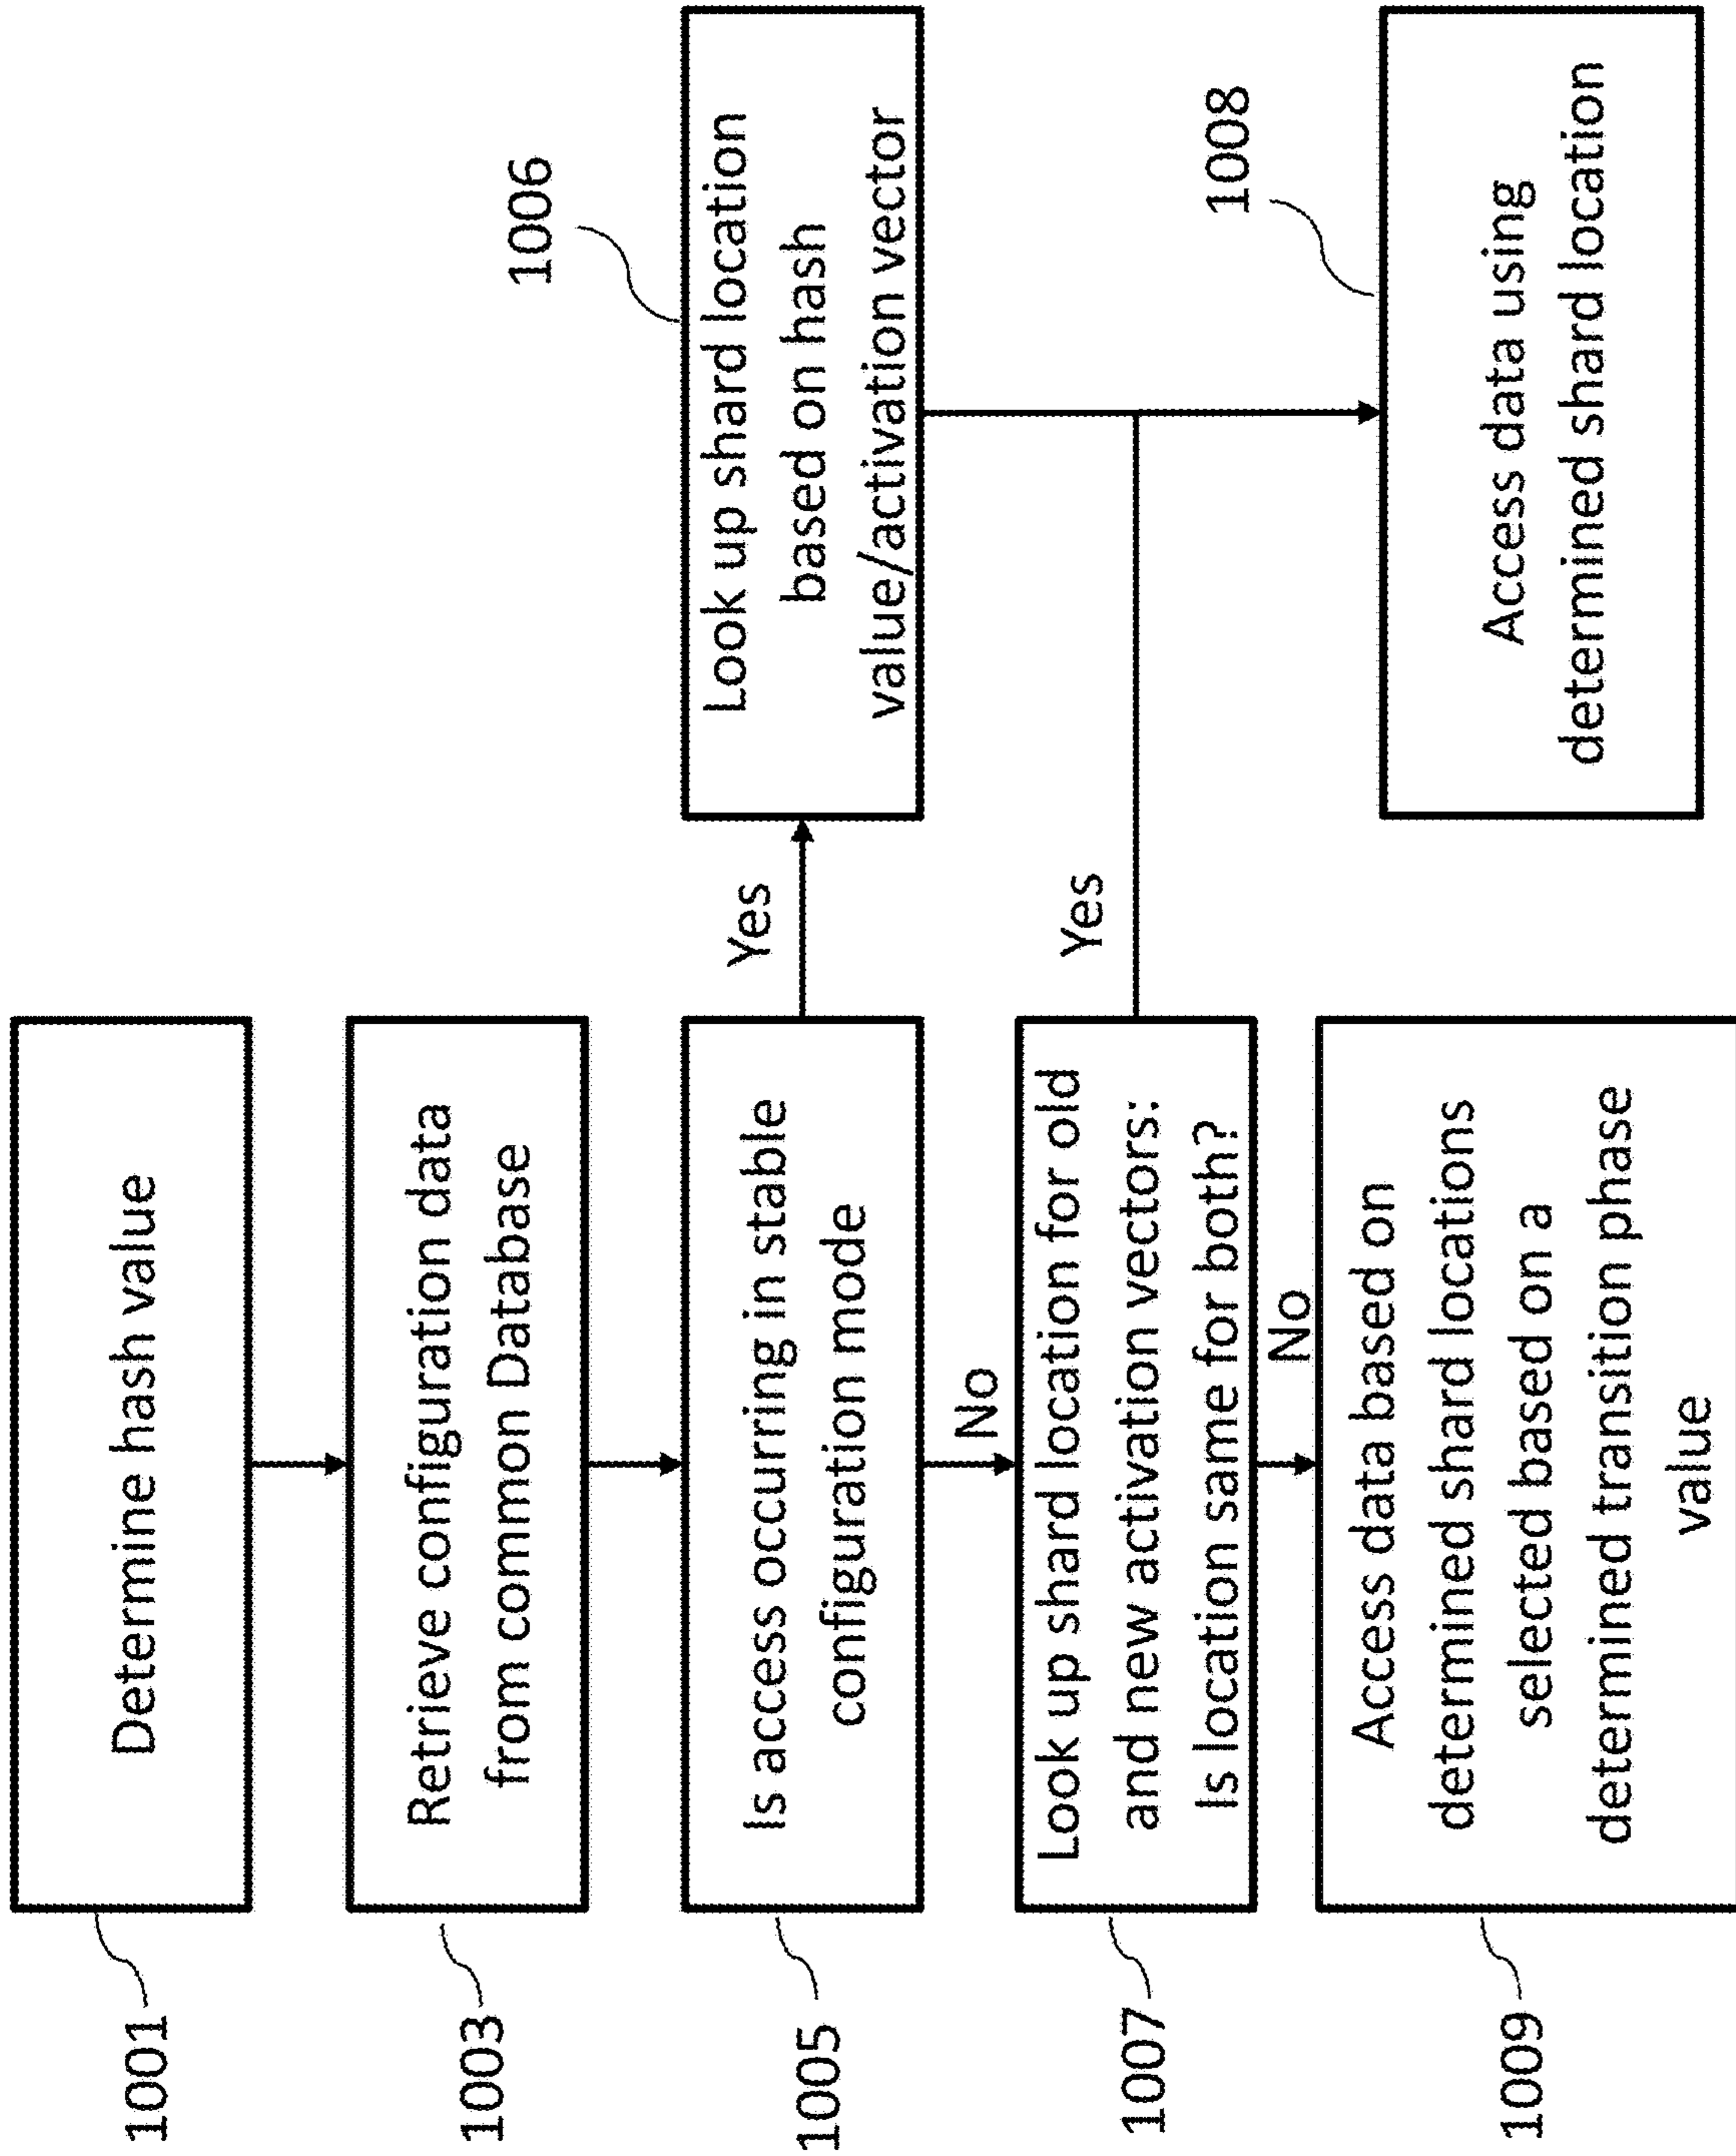 1001
Determine hash value
1003
Retrieve configuration data
from common Database
1005
Is access occurring in stable
configuration mode
Yes
1006
Look up shard location
based on hash
value/activation vector
No
1007
Look up shard location for old
and new activation vectors:
Is location same for both?
Yes
1008
Access data using
determined shard location
No
1009
Access data based on
determined shard locations
selected based on a
determined transition phase
value